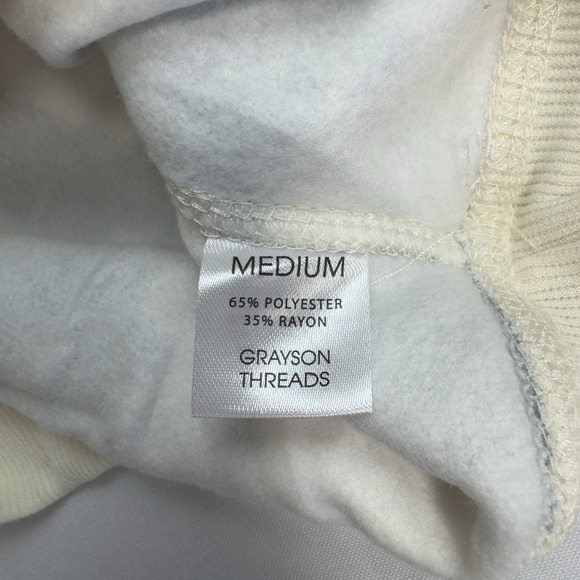 MEDIUM
65% POLYESTER
35% RAYON
GRAYSON
THREADS